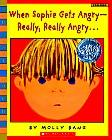 When Sophie Gets Angry—
Really, Really Angry...
BY MOLLY BANG